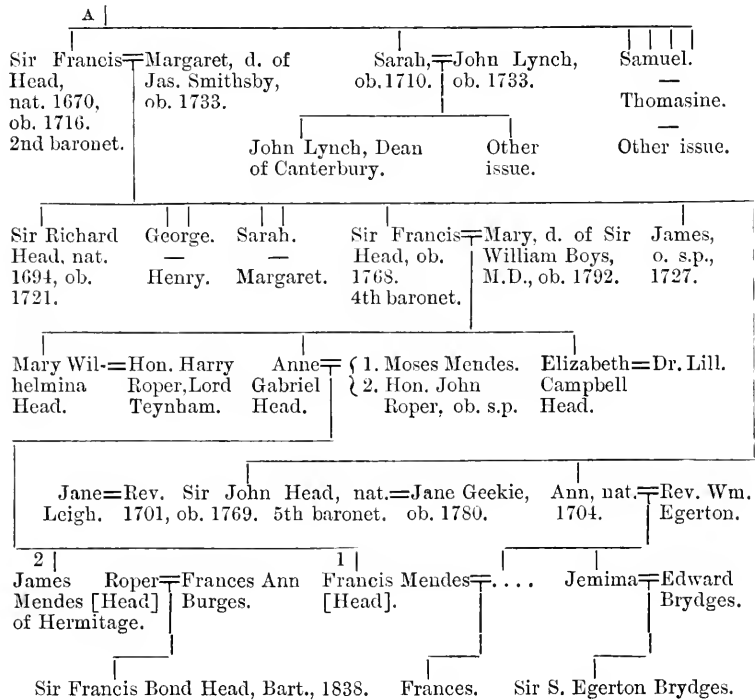 A
Sir Francis=Margaret, d. of Sarah,=John Lynch, Samuel.
Head, Jas. Smithsby, ob. 1710. ob. 1733. —
nat. 1670, ob. 1733. Thomasine.
ob. 1716. —
2nd baronet. John Lynch, Dean Other Other issue.
of Canterbury. issue.
Sir Richard George. Sarah. Sir Francis=Mary, d. of Sir James,
Head, nat. — — Head, ob. William Boys, o. s.p.,
1694, ob. Henry. Margaret. 1768. M.D., ob. 1792. 1727.
1721. 4th baronet.
Mary Wil-=Hon. Harry Anne= { 1. Moses Mendes. Elizabeth=Dr. Lill.
helmina Roper, Lord Gabriel { 2. Hon. John Campbell
Head. Teynham. Head. Roper, ob. s.p. Head.
Jane=Rev. Sir John Head, nat.=Jane Geekie, Ann, nat.=Rev. Wm.
Leigh. 1701, ob. 1769. 5th baronet. ob. 1780. 1704. Egerton.
2 1
James Roper=Frances Ann Francis Mendes=.... Jemima=Edward
Mendes [Head] Burges. [Head]. Brydges.
of Hermitage.
Sir Francis Bond Head, Bart., 1838. Frances. Sir S. Egerton Brydges.